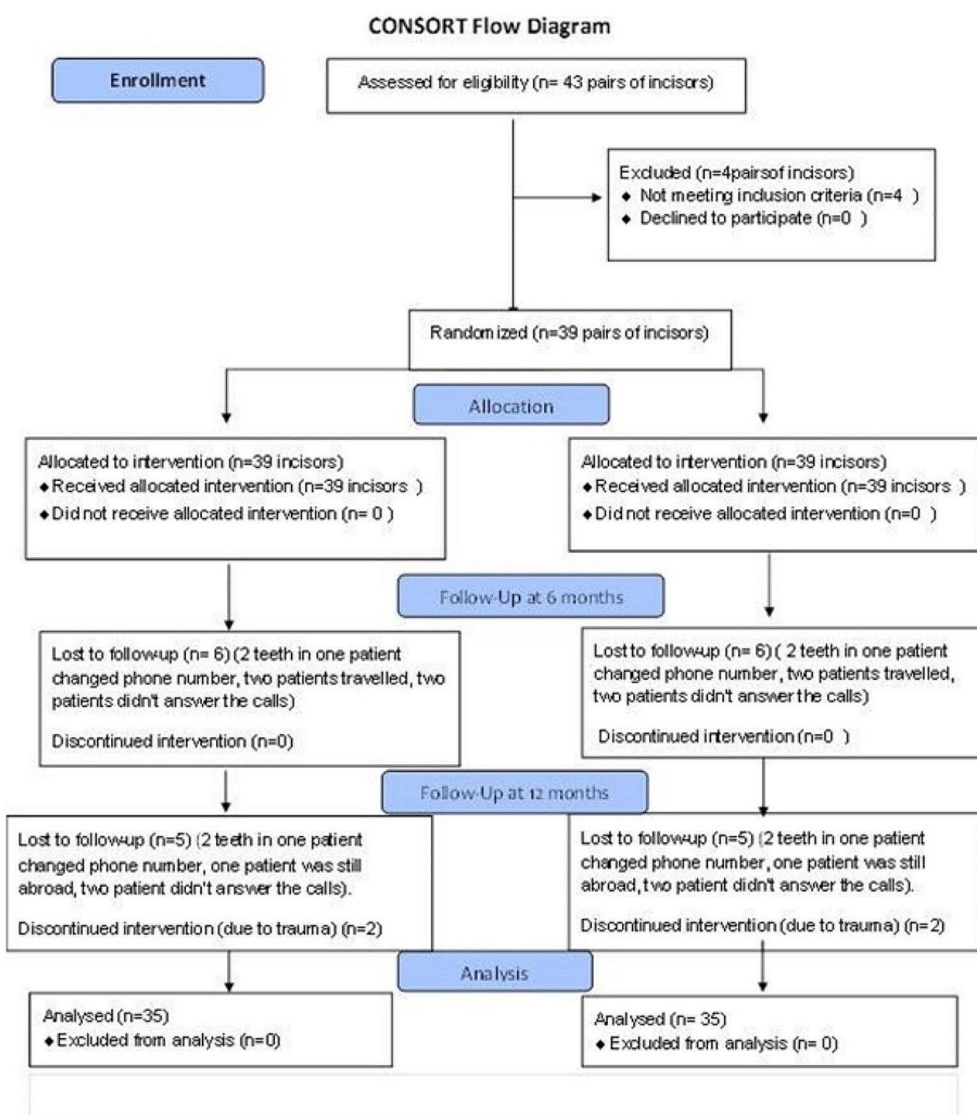 CONSORT Flow Diagram
Enrollment
Assessed for eligibility (n= 43 pairs of incisors)
Excluded (n=4pairsof incisors)
♦ Not meeting inclusion criteria (n=4 )
♦ Declined to participate (n=0 )
Randomized (n=39 pairs of incisors)
Allocation
Allocated to intervention (n=39 incisors)
♦Received allocated intervention (n=39 incisors )
♦Did not receive allocated intervention (n= 0 )
Allocated to intervention (n=39 incisors)
♦Received allocated intervention (n=39 incisors )
♦Did not receive allocated intervention (n=0 )
Follow-Up at 6 months
Lost to follow-up (n= 6) (2 teeth in one patient
changed phone number, two patients travelled, two
patients didn't answer the calls)
Discontinued intervention (n=0)
Lost to follow-up (n= 6) ( 2 teeth in one patient
changed phone number, two patients travelled,
two patients didn't answer the calls)
Discontinued intervention (n=0 )
Follow-Up at 12 months
Lost to follow-up (n=5) (2 teeth in one patient
changed phone number, one patient was still
abroad, two patient didn't answer the calls).
Discontinued intervention (due to trauma) (n=2)
Lost to follow-up (n=5) (2 teeth in one patient
changed phone number, one patient was still
abroad, two patient didn't answer the calls).
Discontinued intervention (due to trauma) (n=2)
Analysis
Analysed (n=35)
♦Excluded from analysis (n=0)
Analysed (n= 35)
♦ Excluded from analysis (n= 0)